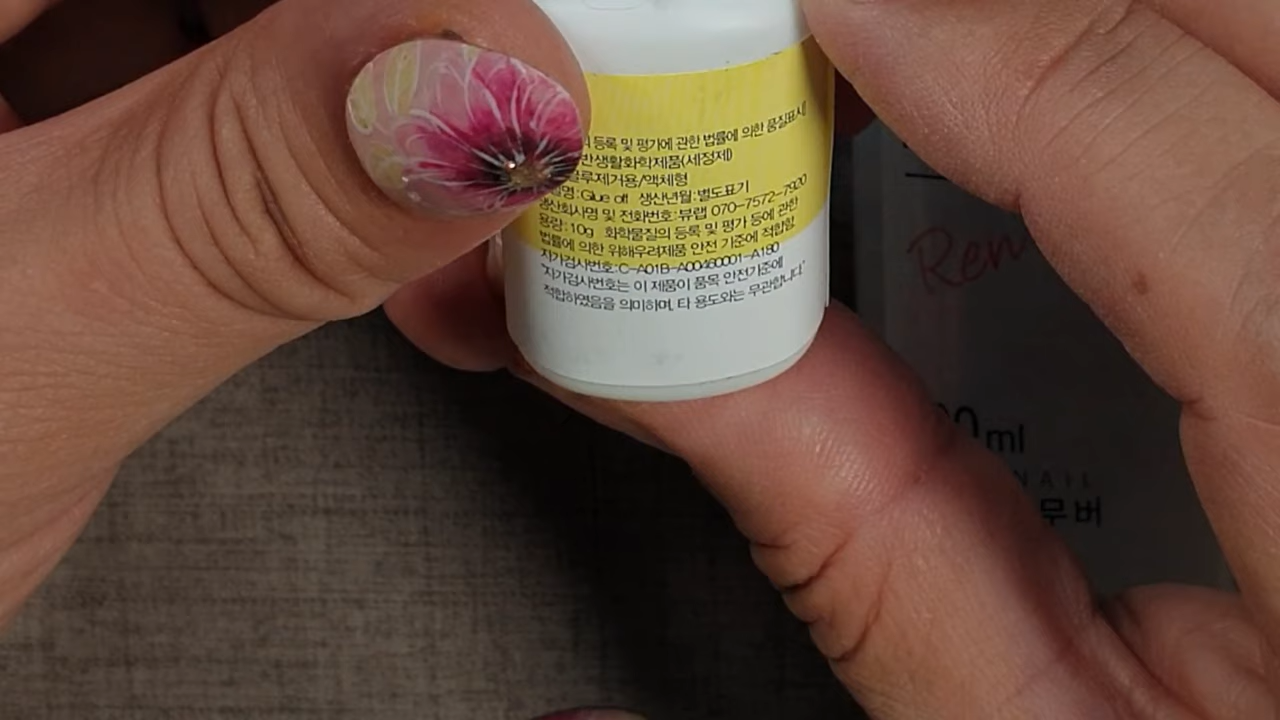 의 등록 및 평가에 관한 법률에 의한 품질표시
반생활화학제품(세정제)
글루제거용/액체형
명: Glue off 생산년월: 별도표기
생산회사명 및 전화번호: 뷰랩 070-7572-7920
용량: 10g 화학물질의 등록 및 평가 등에 관한
법률에 의한 위해우려제품 안전 기준에 적합함
자가검사번호: C-A01B-A00460001-A180
"자가검사번호는 이 제품이 품목 안전기준에
적합하였음을 의미하며, 타 용도와는 무관합니다."
Rem
ml
NAIL
무버